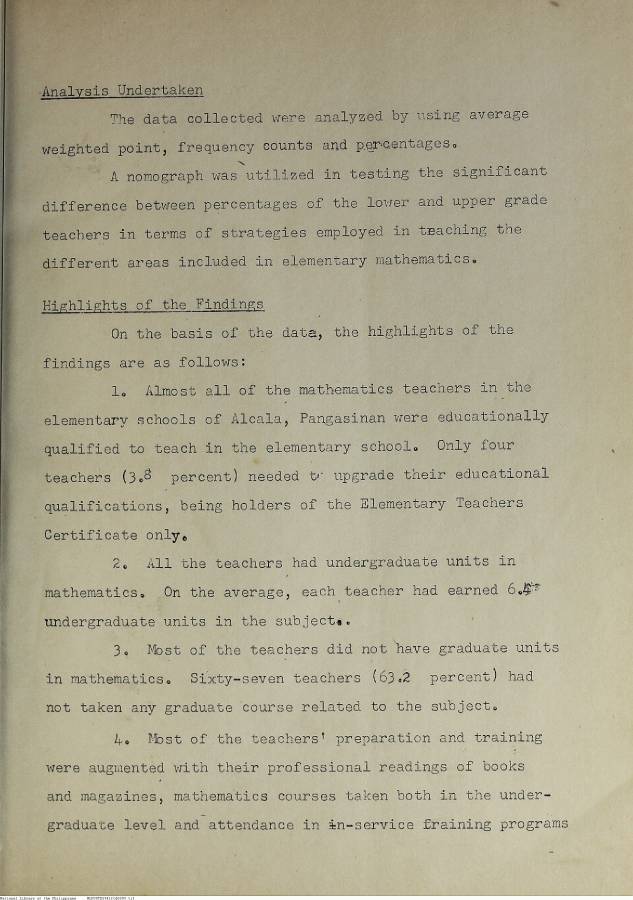 Analysis Undertaken
The data collected were analyzed by using average
weighted point, frequency counts and percentages.
A nomograph was utilized in testing the significant
difference between percentages of the lower and upper grade
teachers in terms of strategies employed in teaching the
different areas included in elementary mathematics.
Highlights of the Findings
On the basis of the data, the highlights of the
findings are as follows:
1. Almost all of the mathematics teachers in the
elementary schools of Alcala, Pangasinan were educationally
qualified to teach in the elementary school. Only four
teachers (3.8 percent) needed to upgrade their educational
qualifications, being holders of the Elementary Teachers
Certificate only.
2. All the teachers had undergraduate units in
mathematics. On the average, each teacher had earned
undergraduate units in the subject..
3. Most of the teachers did not have graduate units
in mathematics. Sixty-seven teachers (63.2 percent) had
not taken any graduate course related to the subject.
4. Most of the teachers' preparation and training
were augmented with their professional readings of books
and magazines, mathematics courses taken both in the under-
graduate level and attendance in in-service training programs
National Library of the Philippines